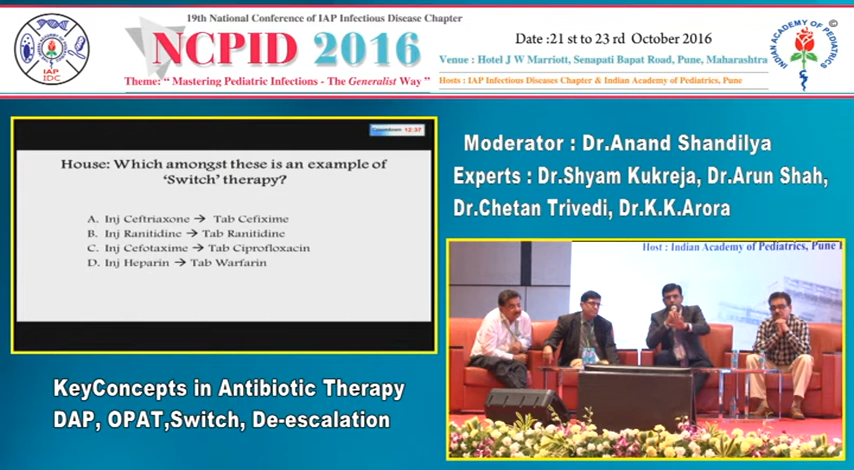 19th National Conference of IAP Infectious Disease Chapter
NCPID 2016
Theme: “ Mastering Pediatric Infections - The Generalist Way ”
Date :21 st to 23 rd October 2016
Venue : Hotel J W Marriott, Senapati Bapat Road, Pune, Maharashtra
Hosts : IAP Infectious Diseases Chapter & Indian Academy of Pediatrics, Pune
IAP
IDC
INDIAN ACADEMY OF PEDIATRICS
©
Countdown: 12:37
House: Which amongst these is an example of
‘Switch’ therapy?
A. Inj Ceftriaxone → Tab Cefixime
B. Inj Ranitidine → Tab Ranitidine
C. Inj Cefotaxime → Tab Ciprofloxacin
D. Inj Heparin → Tab Warfarin
Moderator : Dr.Anand Shandilya
Experts : Dr.Shyam Kukreja, Dr.Arun Shah,
Dr.Chetan Trivedi, Dr.K.K.Arora
Host : Indian Academy of Pediatrics, Pune
KeyConcepts in Antibiotic Therapy
DAP, OPAT,Switch, De-escalation